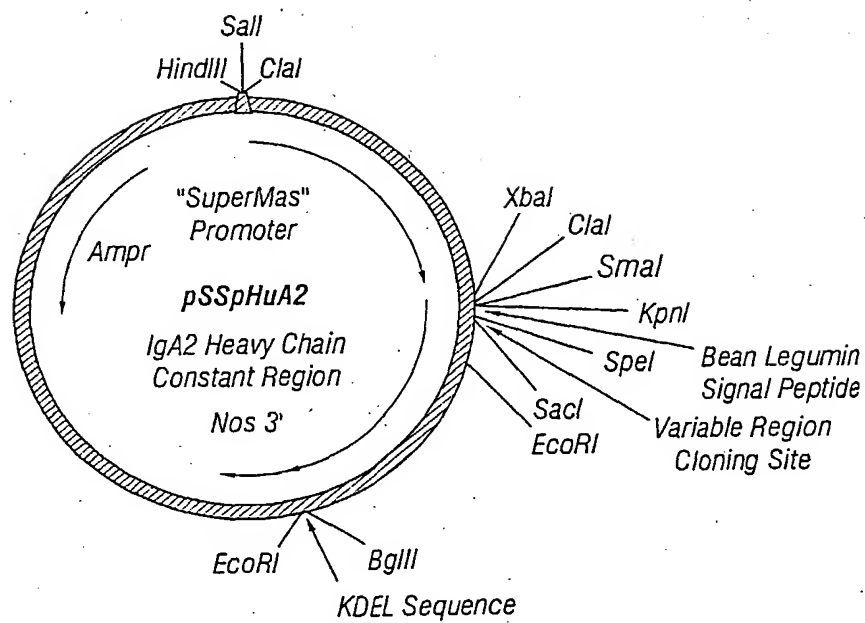 SalI
HindIII
ClaI
"SuperMas"
Promoter
Ampr
pSSpHuA2
IgA2 Heavy Chain
Constant Region
Nos 3'
XbaI
ClaI
SmaI
KpnI
Bean Legumin
Signal Peptide
SpeI
Variable Region
Cloning Site
SacI
EcoRI
EcoRI
BglII
KDEL Sequence